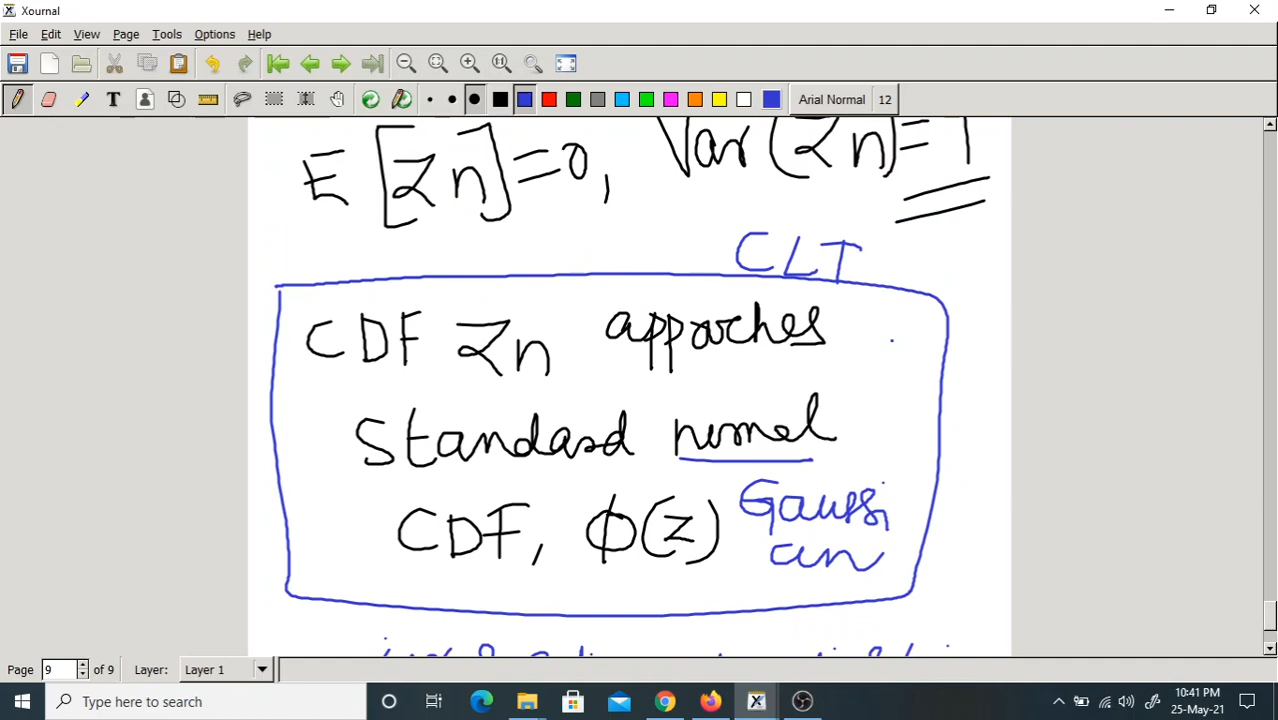 Xournal
File Edit View Page Tools Options Help
Arial Normal 12
E[Zn]=0, Var(Zn)=1
CLT
CDF Zn approches
Standard normal
CDF, Φ(z) Gaussi
an
Page 9 of 9 Layer: Layer 1
Type here to search
10:41 PM
25-May-21